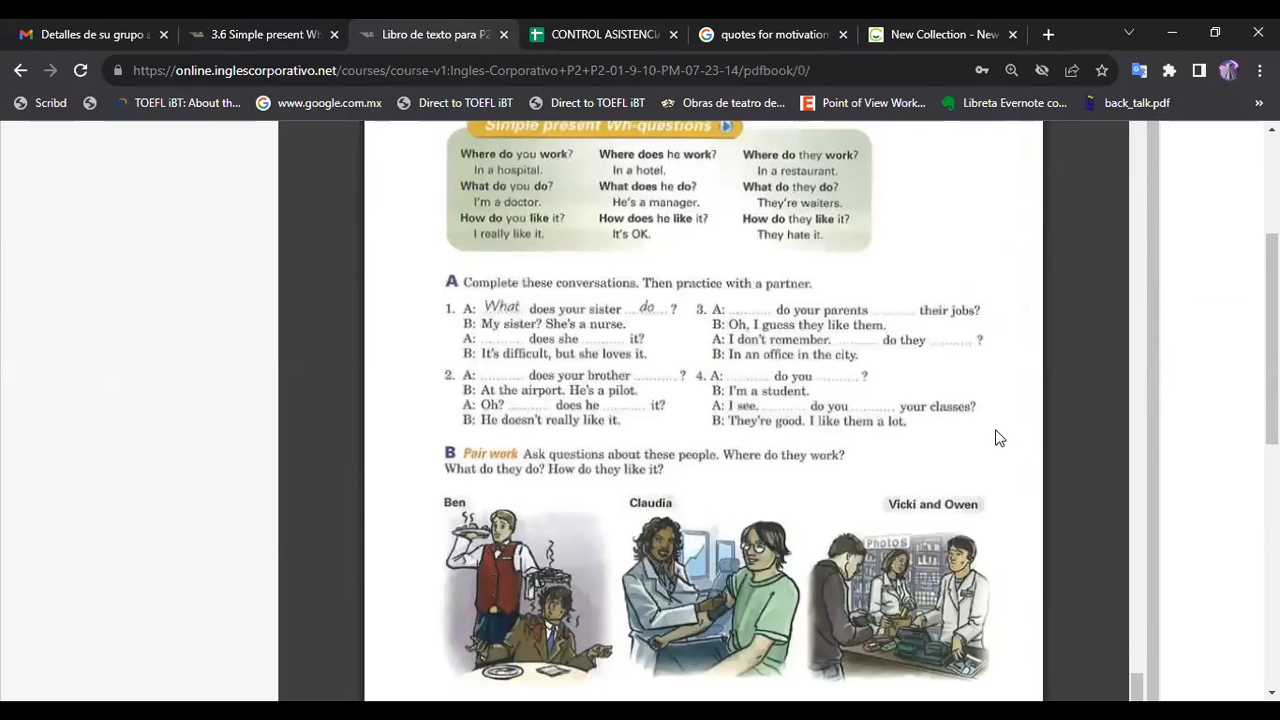 Detalles de su grupo a
3.6 Simple present Wh
Libro de texto para P2
CONTROL ASISTENCI
quotes for motivation
New Collection - New
https://online.inglescorporativo.net/courses/course-v1:Ingles-Corporativo+P2+P2-01-9-10-PM-07-23-14/pdfbook/0/
Scribd
TOEFL iBT: About th...
www.google.com.mx
Direct to TOEFL iBT
Direct to TOEFL iBT
Obras de teatro de...
Point of View Work...
Libreta Evernote co...
back_talk.pdf
»
Simple present Wh-questions
Where do you work? Where does he work? Where do they work?
In a hospital. In a hotel. In a restaurant.
What do you do? What does he do? What do they do?
I'm a doctor. He's a manager. They're waiters.
How do you like it? How does he like it? How do they like it?
I really like it. It's OK. They hate it.
A Complete these conversations. Then practice with a partner.
1. A: What does your sister do ?
B: My sister? She's a nurse.
A: .......... does she .......... it?
B: It's difficult, but she loves it.
2. A: .......... does your brother .......... ?
B: At the airport. He's a pilot.
A: Oh? .......... does he .......... it?
B: He doesn't really like it.
3. A: .......... do your parents .......... their jobs?
B: Oh, I guess they like them.
A: I don't remember. .......... do they .......... ?
B: In an office in the city.
4. A: .......... do you .......... ?
B: I'm a student.
A: I see. .......... do you .......... your classes?
B: They're good. I like them a lot.
B Pair work Ask questions about these people. Where do they work?
What do they do? How do they like it?
Ben
Claudia
Vicki and Owen
Photos